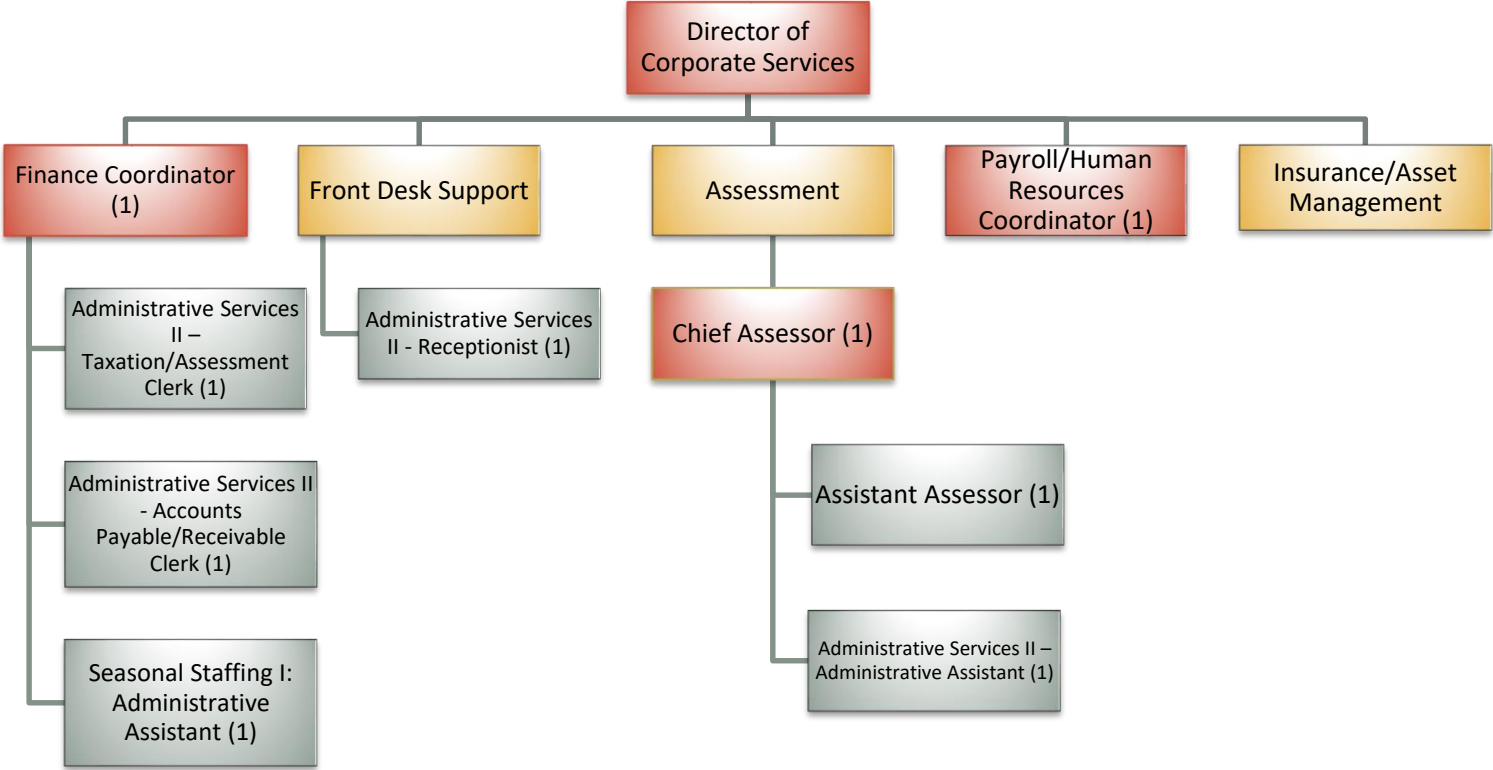 Director of
Corporate Services
Finance Coordinator
(1)
Front Desk Support
Assessment
Payroll/Human
Resources
Coordinator (1)
Insurance/Asset
Management
Administrative Services
II –
Taxation/Assessment
Clerk (1)
Administrative Services
II - Receptionist (1)
Chief Assessor (1)
Administrative Services II
- Accounts
Payable/Receivable
Clerk (1)
Assistant Assessor (1)
Seasonal Staffing I:
Administrative
Assistant (1)
Administrative Services II –
Administrative Assistant (1)